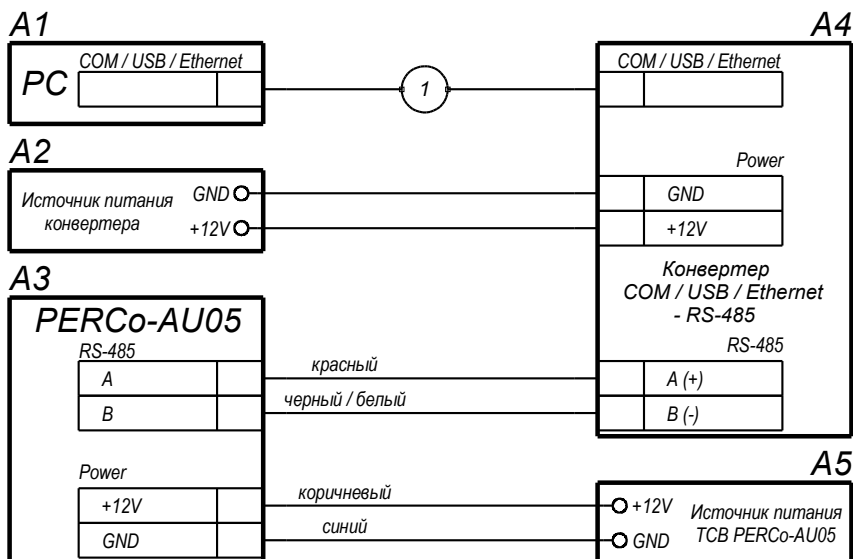 A1
COM / USB / Ethernet
PC
1
A4
COM / USB / Ethernet
A2
Источник питания
конвертера
GND
+12V
Power
GND
+12V
Конвертер
COM / USB / Ethernet
- RS-485
A3
PERCo-AU05
RS-485
A
B
красный
черный / белый
RS-485
A (+)
B (-)
Power
+12V
GND
коричневый
синий
A5
+12V
GND
Источник питания
ТСВ PERCo-AU05